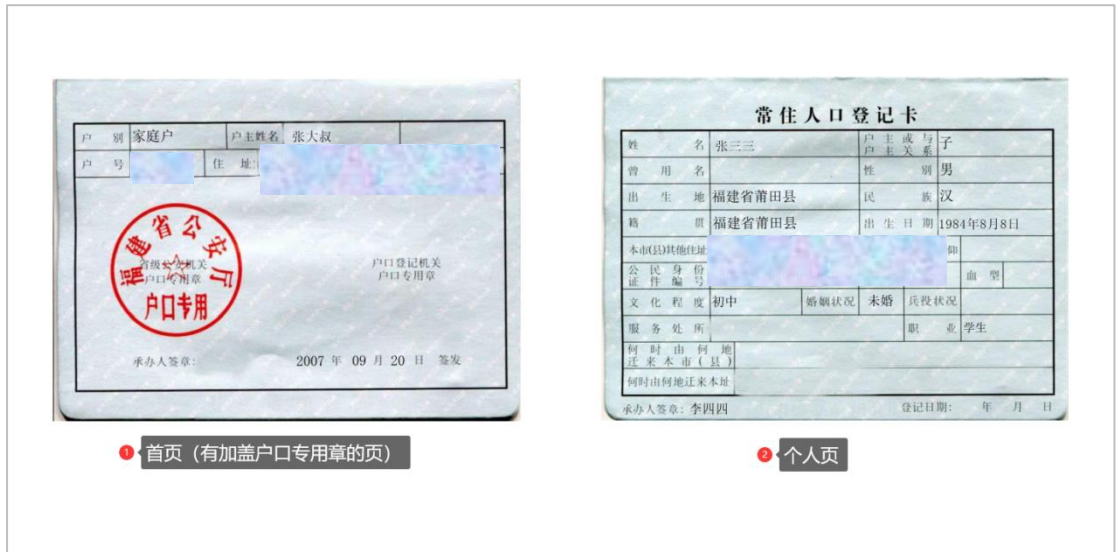 户别 家庭户 户主姓名 张大叔
户号 住址
福建省公安厅
户口专用
省级公安机关
户口专用章
户口登记机关
户口专用章
承办人签章: 2007 年 09 月 20 日 签发
❶ 首页（有加盖户口专用章的页）
常住人口登记卡
姓名 张三三 户主或与户主关系 子
曾用名 性别 男
出生地 福建省莆田县 民族 汉
籍贯 福建省莆田县 出生日期 1984年8月8日
本市(县)其他住址 仰
公民身份证件编号 血型
文化程度 初中 婚姻状况 未婚 兵役状况
服务处所 职业 学生
何时由何地迁来本市(县)
何时由何地迁来本址
承办人签章: 李四四 登记日期: 年 月 日
❷ 个人页